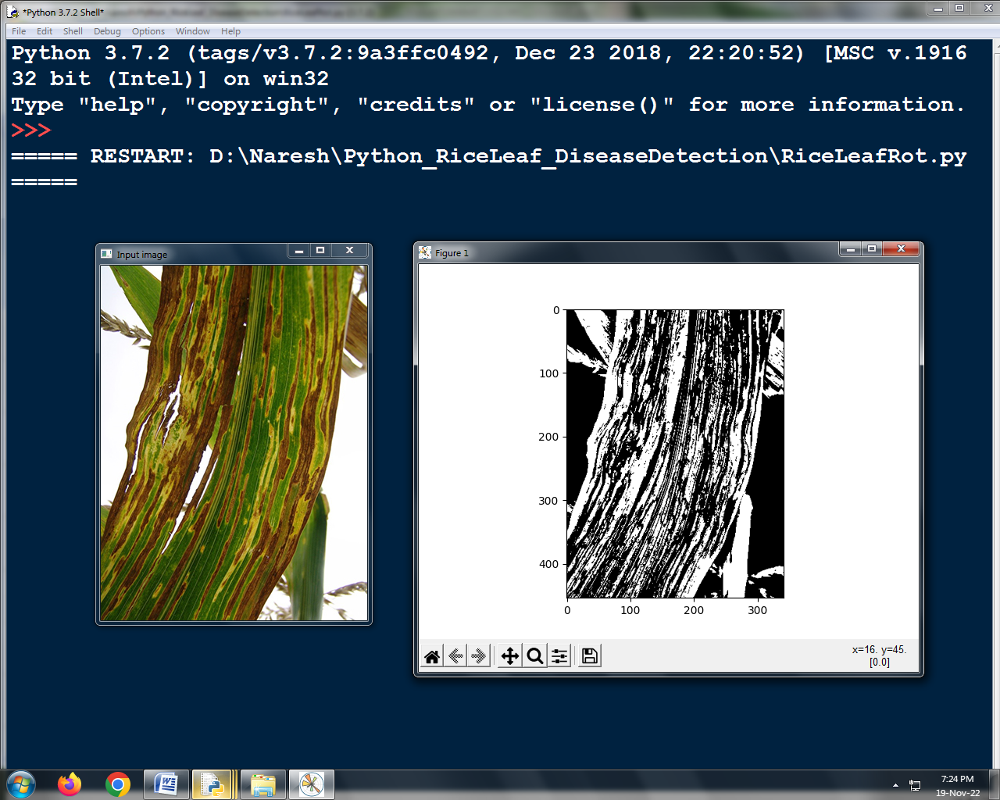 *Python 3.7.2 Shell*
File Edit Shell Debug Options Window Help
Python 3.7.2 (tags/v3.7.2:9a3ffc0492, Dec 23 2018, 22:20:52) [MSC v.1916
32 bit (Intel)] on win32
Type "help", "copyright", "credits" or "license()" for more information.
>>>
===== RESTART: D:\Naresh\Python_RiceLeaf_DiseaseDetection\RiceLeafRot.py
=====
Input image
Figure 1
0
100
200
300
400
0 100 200 300
x=16. y=45.
[0.0]
7:24 PM
19-Nov-22